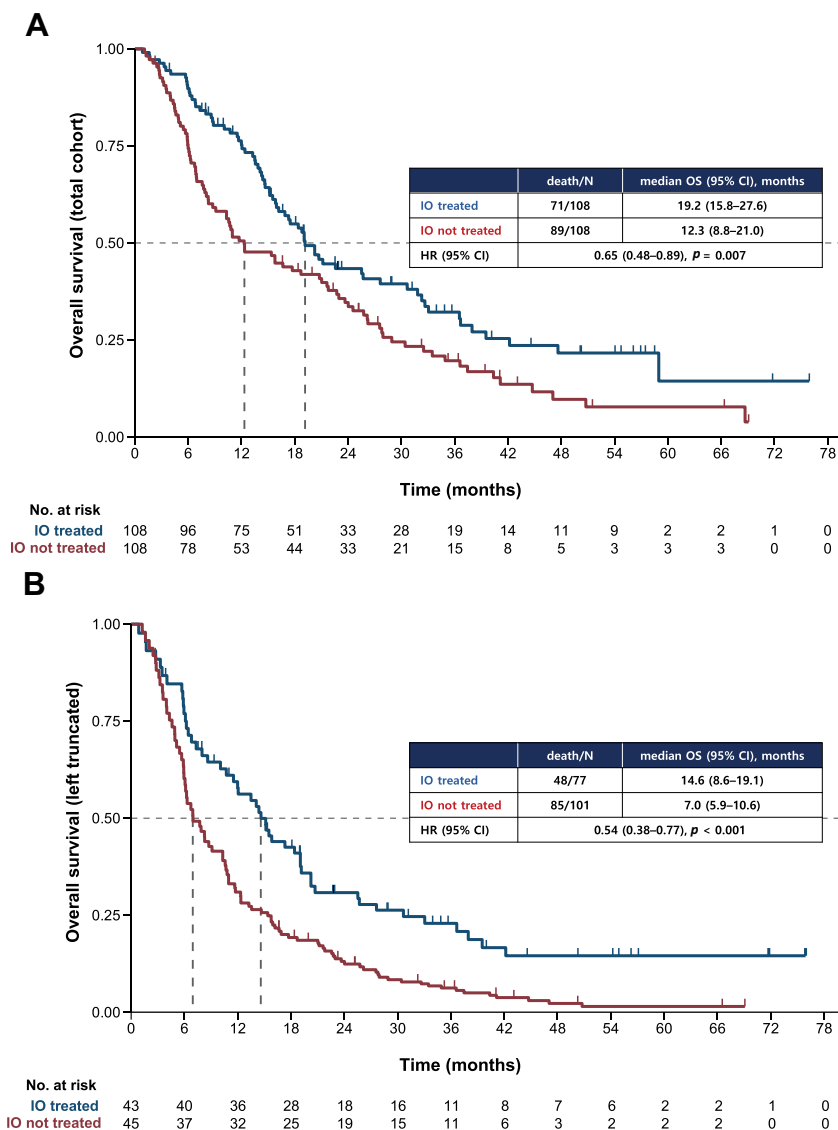 A
Overall survival (total cohort)
1.00
0.75
0.50
0.25
0.00
death/N median OS (95% CI), months
IO treated 71/108 19.2 (15.8–27.6)
IO not treated 89/108 12.3 (8.8–21.0)
HR (95% CI) 0.65 (0.48–0.89), p = 0.007
0 6 12 18 24 30 36 42 48 54 60 66 72 78
Time (months)
No. at risk
IO treated 108 96 75 51 33 28 19 14 11 9 2 2 1 0
IO not treated 108 78 53 44 33 21 15 8 5 3 3 3 0 0
B
Overall survival (left truncated)
1.00
0.75
0.50
0.25
0.00
death/N median OS (95% CI), months
IO treated 48/77 14.6 (8.6–19.1)
IO not treated 85/101 7.0 (5.9–10.6)
HR (95% CI) 0.54 (0.38–0.77), p < 0.001
0 6 12 18 24 30 36 42 48 54 60 66 72 78
Time (months)
No. at risk
IO treated 43 40 36 28 18 16 11 8 7 6 2 2 1 0
IO not treated 45 37 32 25 19 15 11 6 3 2 2 2 0 0